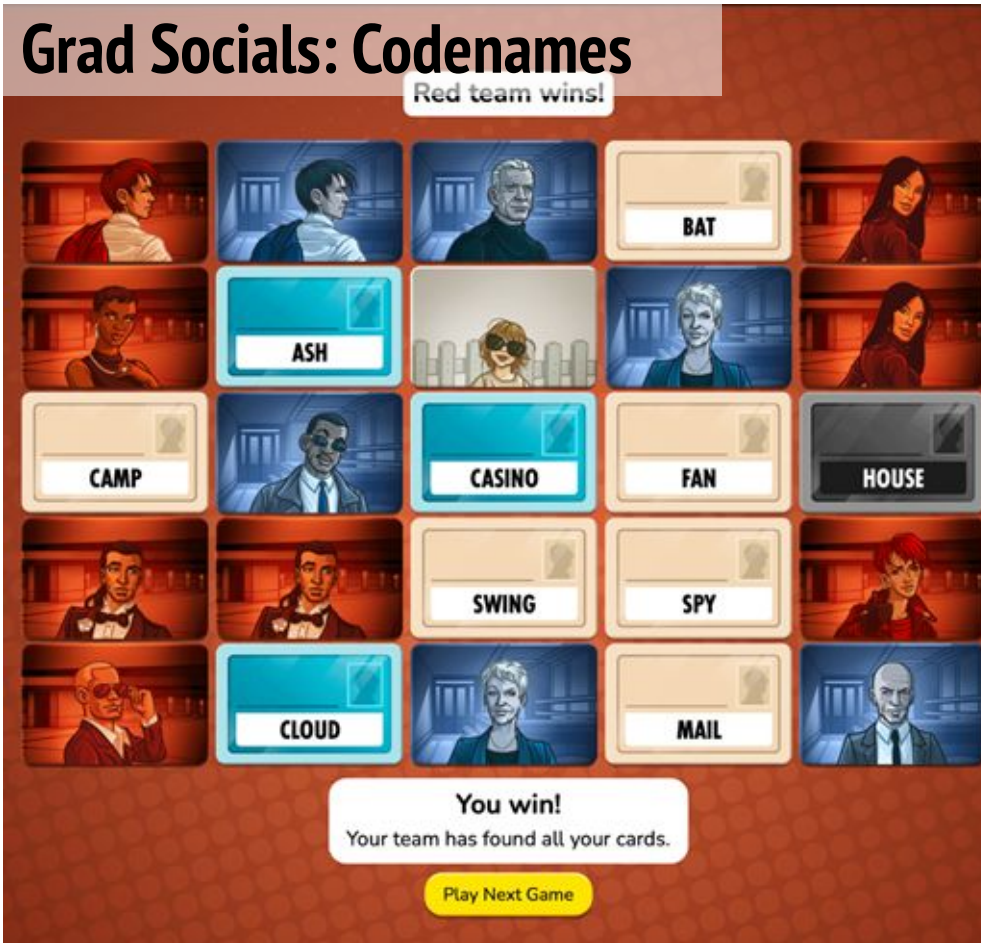 Grad Socials: Codenames
Red team wins!
BAT
ASH
CAMP
CASINO
FAN
HOUSE
SWING
SPY
CLOUD
MAIL
You win!
Your team has found all your cards.
Play Next Game